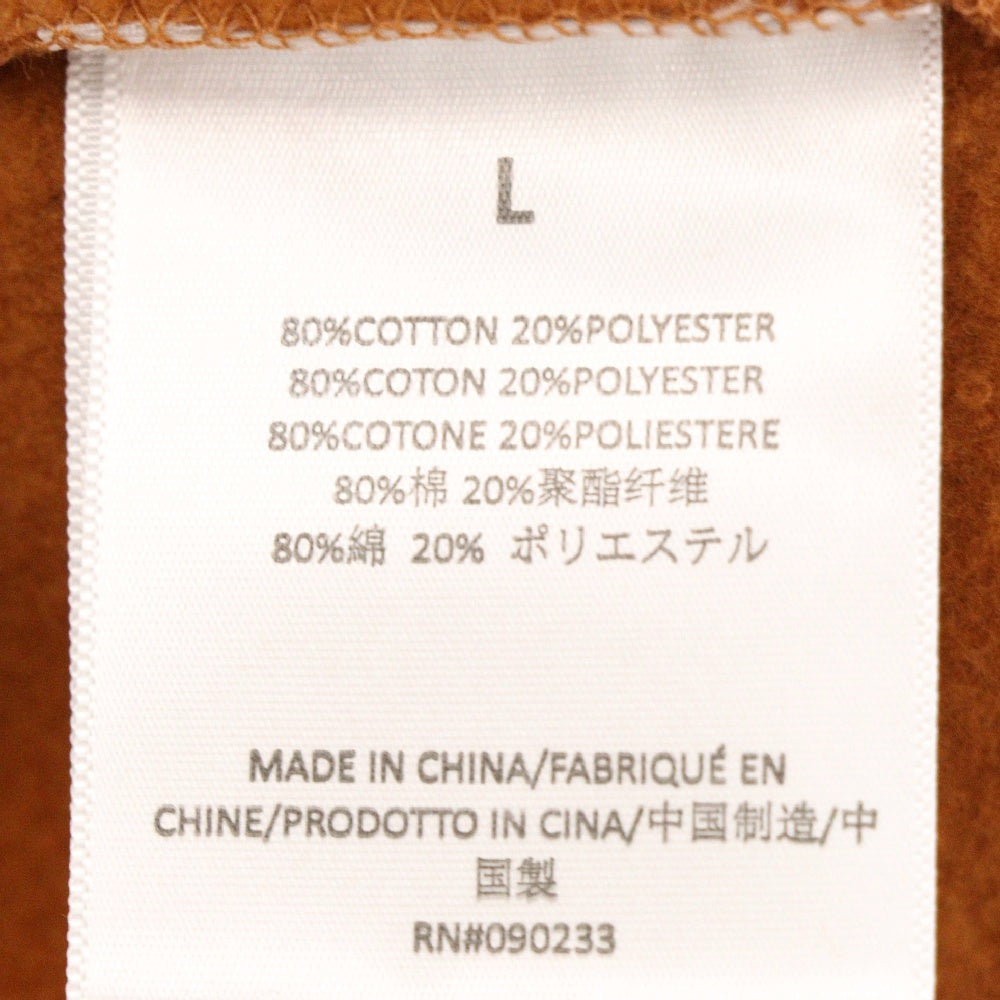 L
80%COTTON 20%POLYESTER
80%COTON 20%POLYESTER
80%COTONE 20%POLIESTERE
80%棉 20%聚酯纤维
80%綿 20% ポリエステル
MADE IN CHINA/FABRIQUÉ EN
CHINE/PRODOTTO IN CINA/中国制造/中
国製
RN#090233